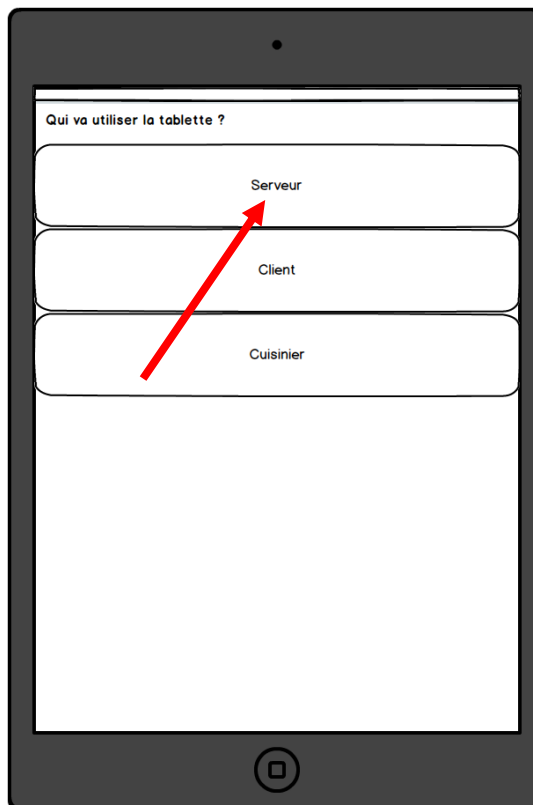 Qui va utiliser la tablette ?
Serveur
Client
Cuisinier